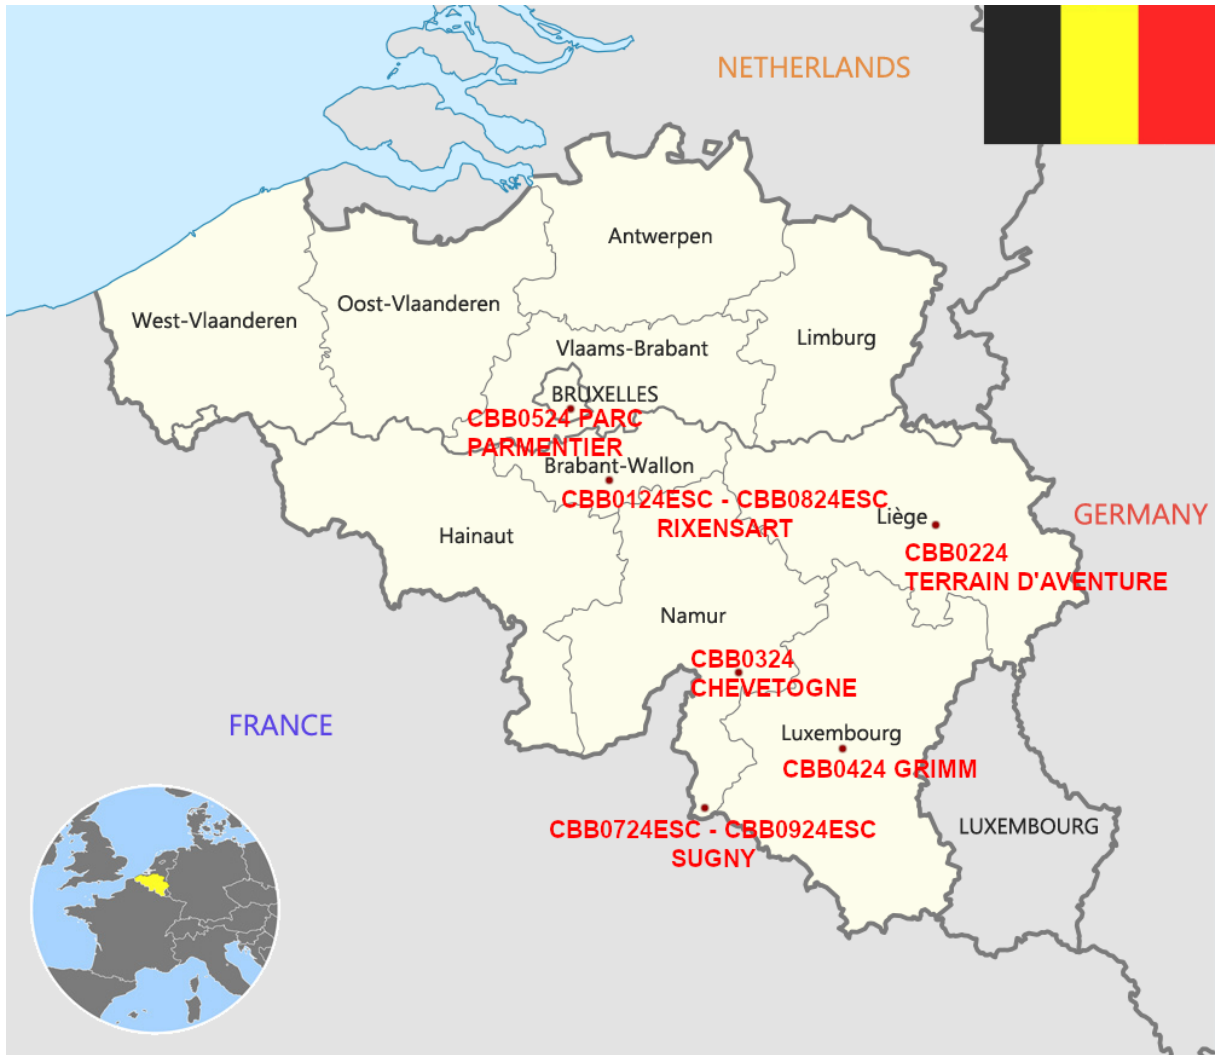 NETHERLANDS
Antwerpen
Oost-Vlaanderen
West-Vlaanderen
Limburg
Vlaams-Brabant
BRUXELLES
CBB0524 PARC
PARMENTIER
Brabant-Wallon
CBB0124ESC - CBB0824ESC
RIXENSART
Liège
GERMANY
Hainaut
CBB0224
TERRAIN D'AVENTURE
Namur
CBB0324
CHEVETOGNE
FRANCE
Luxembourg
CBB0424 GRIMM
CBB0724ESC - CBB0924ESC
SUGNY
LUXEMBOURG